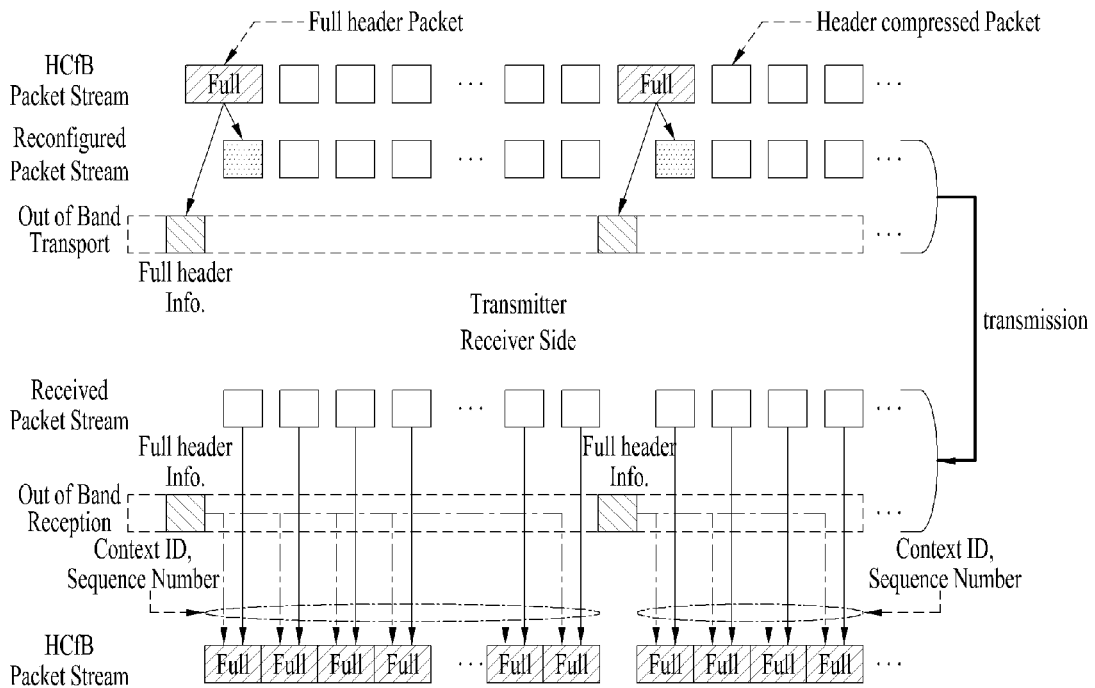 Full header Packet
Header compressed Packet
HCfB
Packet Stream
Full
. . .
Full
. . .
Reconfigured
Packet Stream
. . .
. . .
Out of Band
Transport
. . .
Full header
Info.
Transmitter
Receiver Side
transmission
Received
Packet Stream
. . .
. . .
Full header
Info.
Full header
Info.
Out of Band
Reception
. . .
Context ID,
Sequence Number
Context ID,
Sequence Number
HCfB
Packet Stream
Full Full Full Full . . . Full Full Full Full Full Full . . .